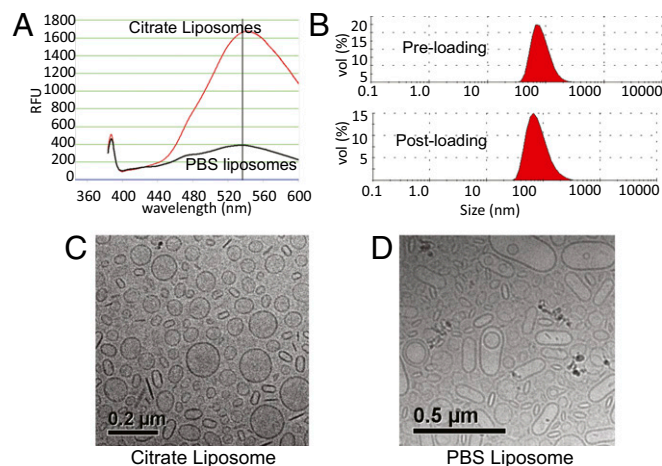 A
1800
1600
1400
1200
1000
800
600
400
200
0
RFU
Citrate Liposomes
PBS liposomes
360 400 440 480 536 600
wavelength (nm)
B
20
15
10
5
vol (%)
Pre-loading
0.1 1.0 10 100 1000 10000
15
10
5
vol (%)
Post-loading
0.1 1.0 10 100 1000 10000
Size (nm)
C
0.2 µm
Citrate Liposome
D
0.5 µm
PBS Liposome